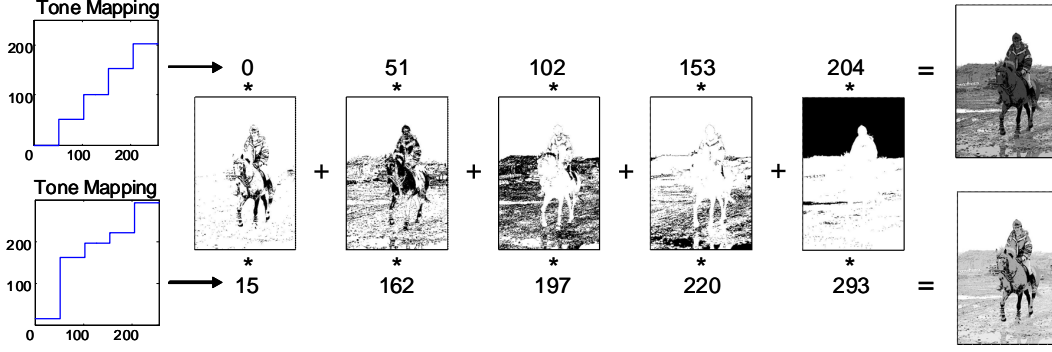 Tone Mapping
200
100
0 100 200
0 51 102 153 204 =
* * * * *
+ + + +
* * * * *
15 162 197 220 293 =
Tone Mapping
200
100
0 100 200